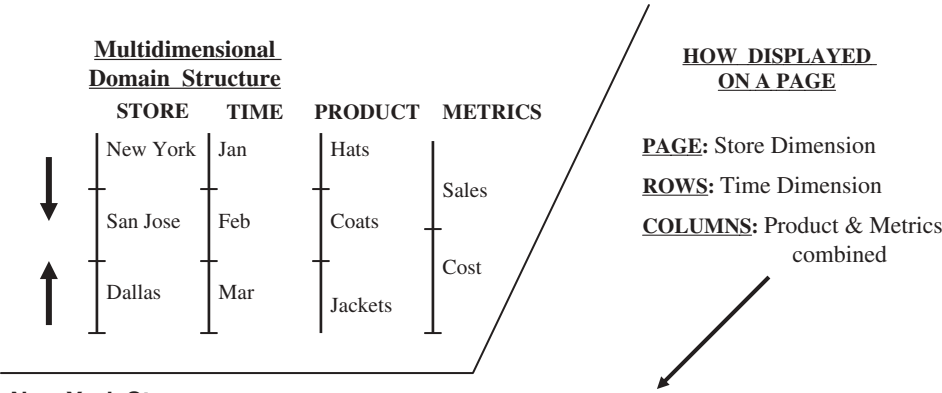 Multidimensional
Domain Structure
STORE TIME PRODUCT METRICS
New York Jan Hats
Sales
San Jose Feb Coats
Cost
Dallas Mar
Jackets
HOW DISPLAYED
ON A PAGE
PAGE: Store Dimension
ROWS: Time Dimension
COLUMNS: Product & Metrics
combined